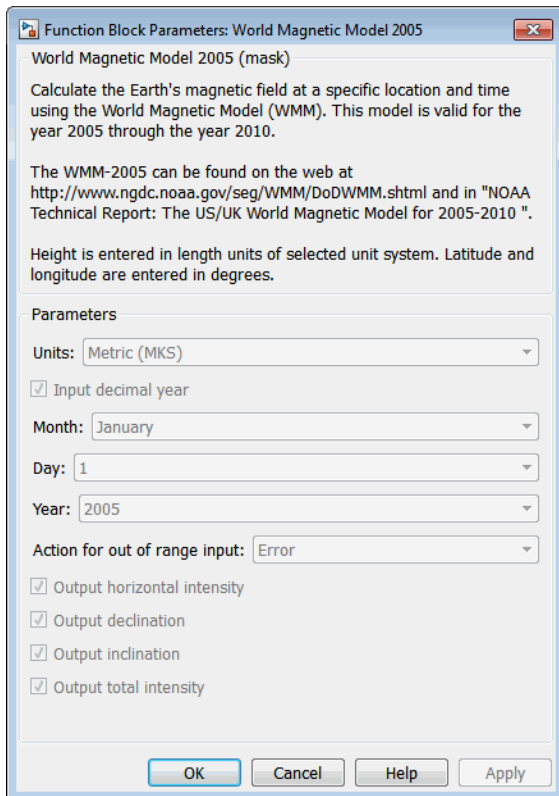 Function Block Parameters: World Magnetic Model 2005
World Magnetic Model 2005 (mask)
Calculate the Earth's magnetic field at a specific location and time
using the World Magnetic Model (WMM). This model is valid for the
year 2005 through the year 2010.
The WMM-2005 can be found on the web at
http://www.ngdc.noaa.gov/seg/WMM/DoDWMM.shtml and in "NOAA
Technical Report: The US/UK World Magnetic Model for 2005-2010 ".
Height is entered in length units of selected unit system. Latitude and
longitude are entered in degrees.
Parameters
Units: Metric (MKS)
Input decimal year
Month: January
Day: 1
Year: 2005
Action for out of range input: Error
Output horizontal intensity
Output declination
Output inclination
Output total intensity
OK Cancel Help Apply